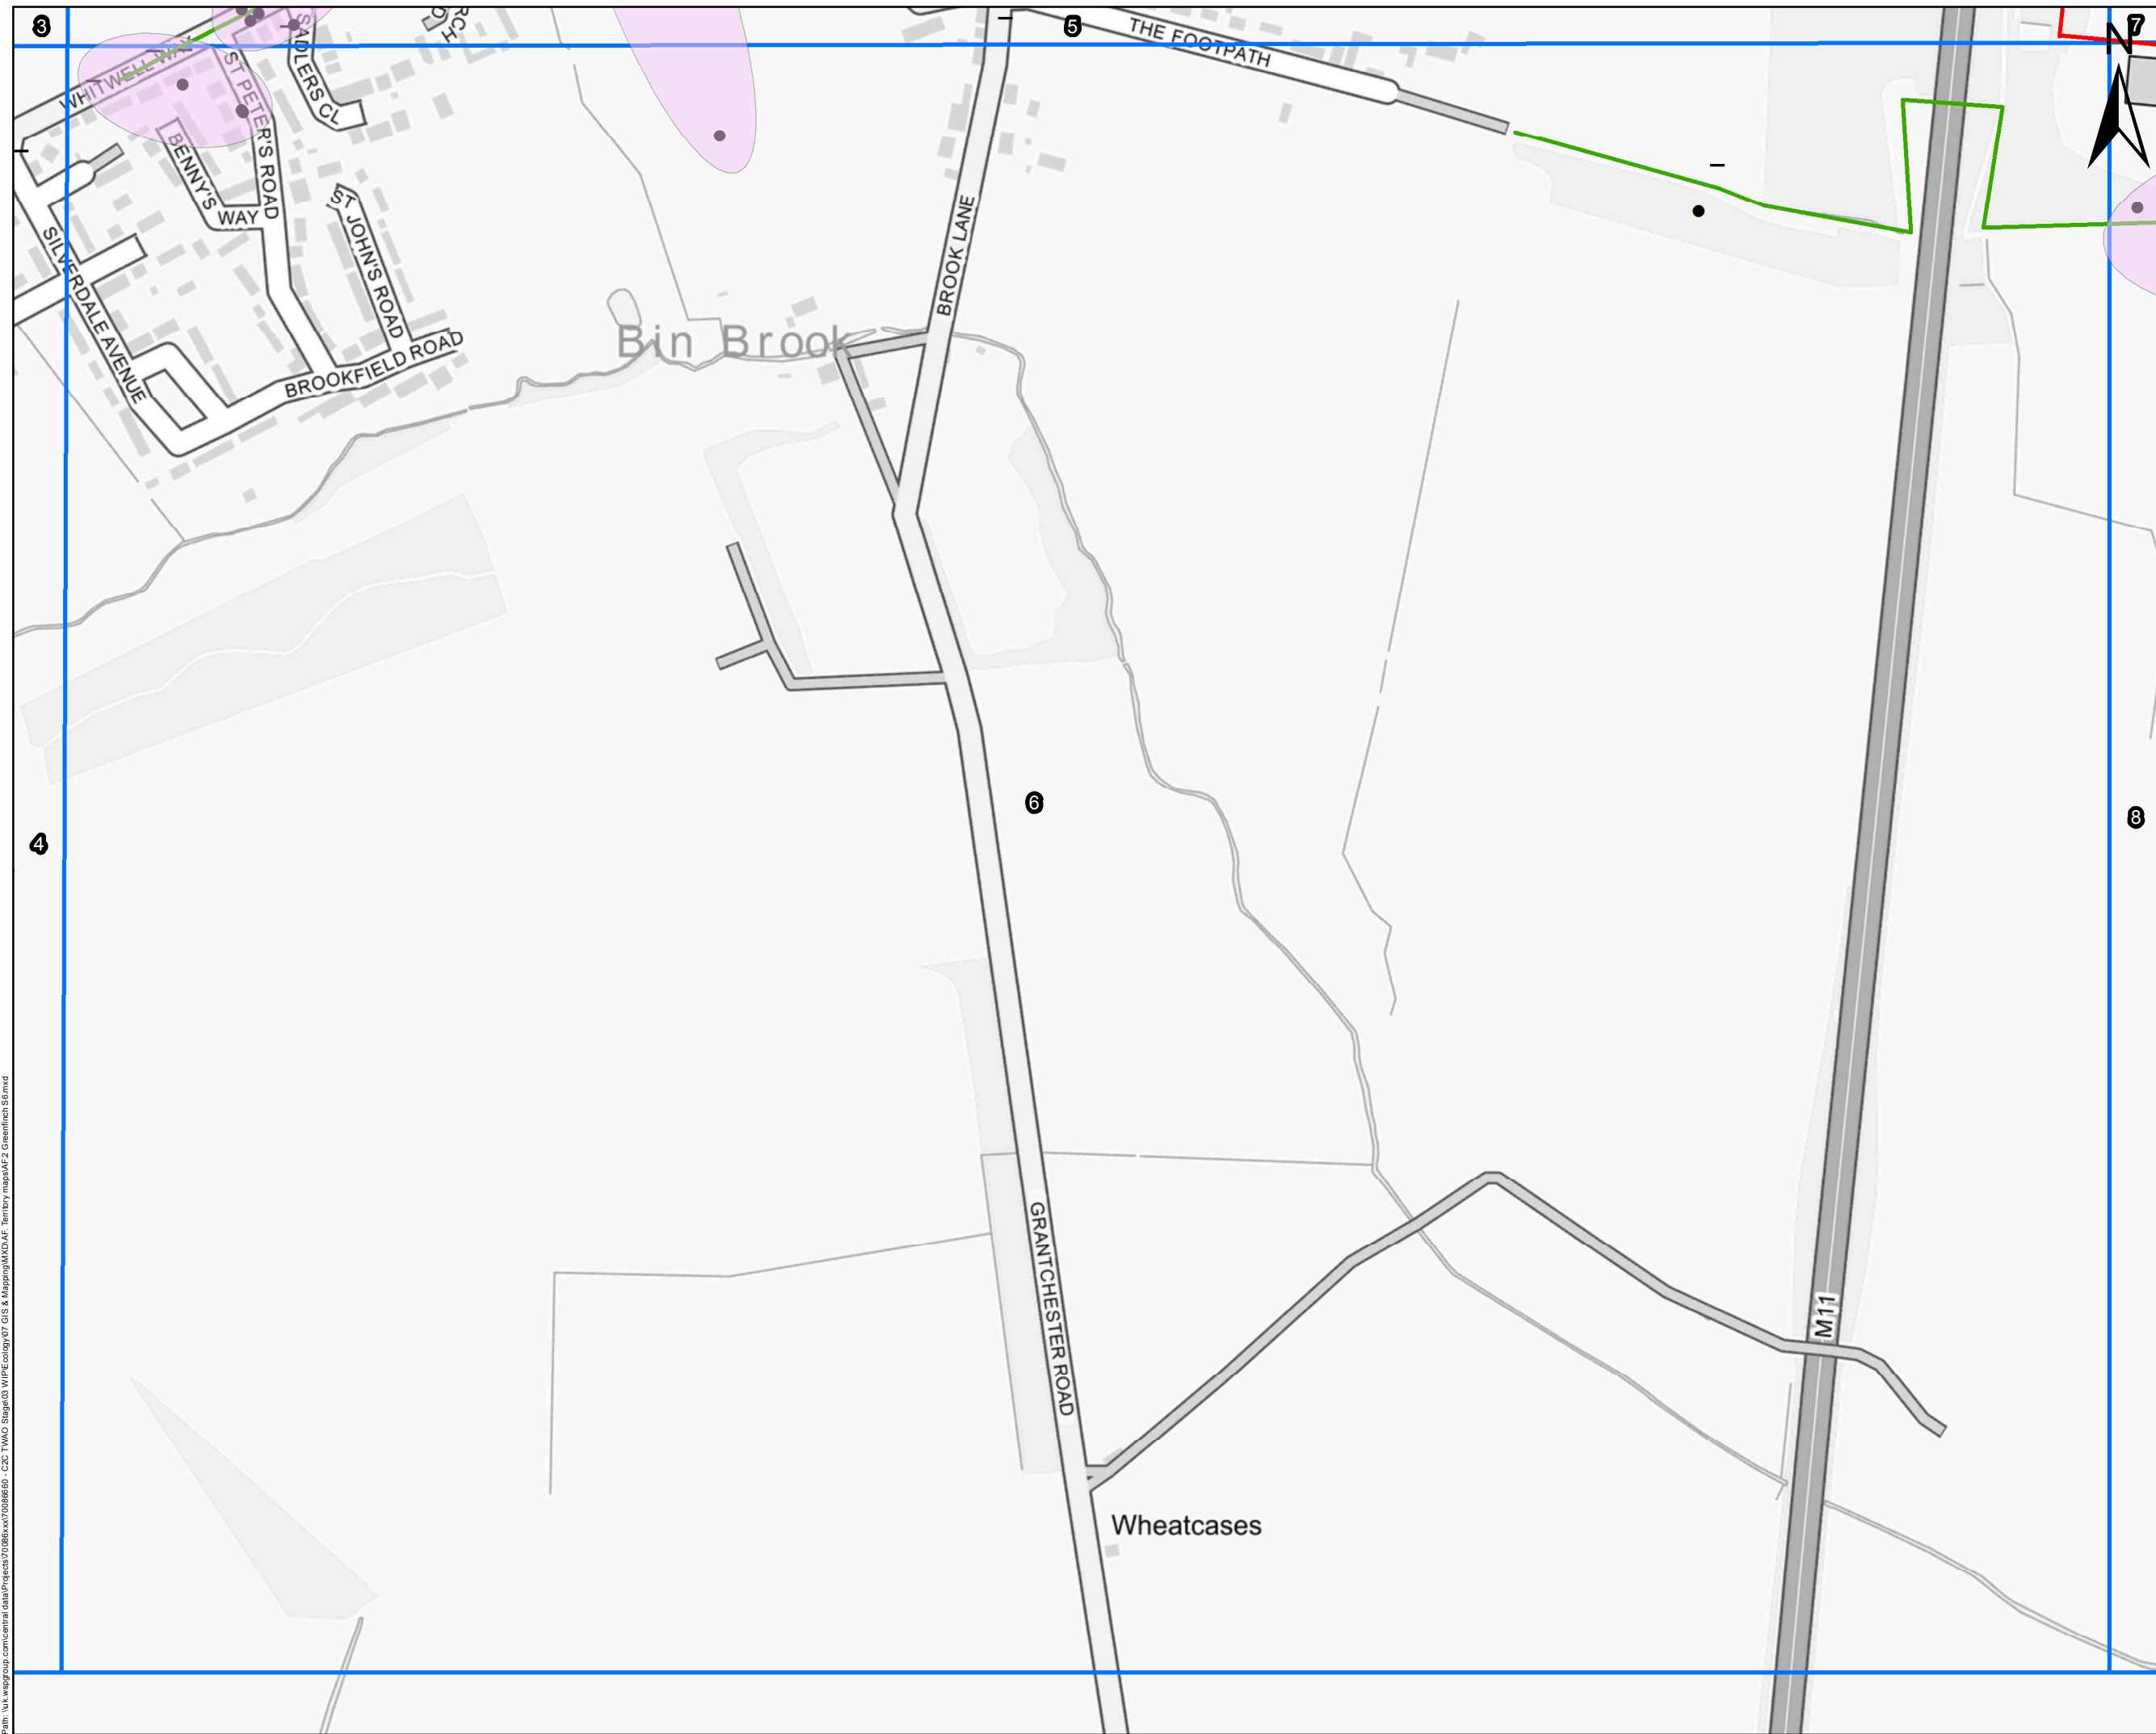 3
5
7
N
WHITWELL WAY
ST PETER'S ROAD
SADLERS CL
RCH
D
THE FOOTPATH
BENNY'S
WAY
ST JOHN'S ROAD
SILVERDALE AVENUE
BROOKFIELD ROAD
BROOK LANE
Bin Brook
6
4
8
GRANTCHESTER ROAD
M11
Wheatcases